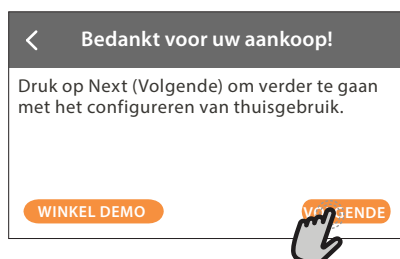 Bedankt voor uw aankoop!
Druk op Next (Volgende) om verder te gaan
met het configureren van thuisgebruik.
WINKEL DEMO
VOLGENDE